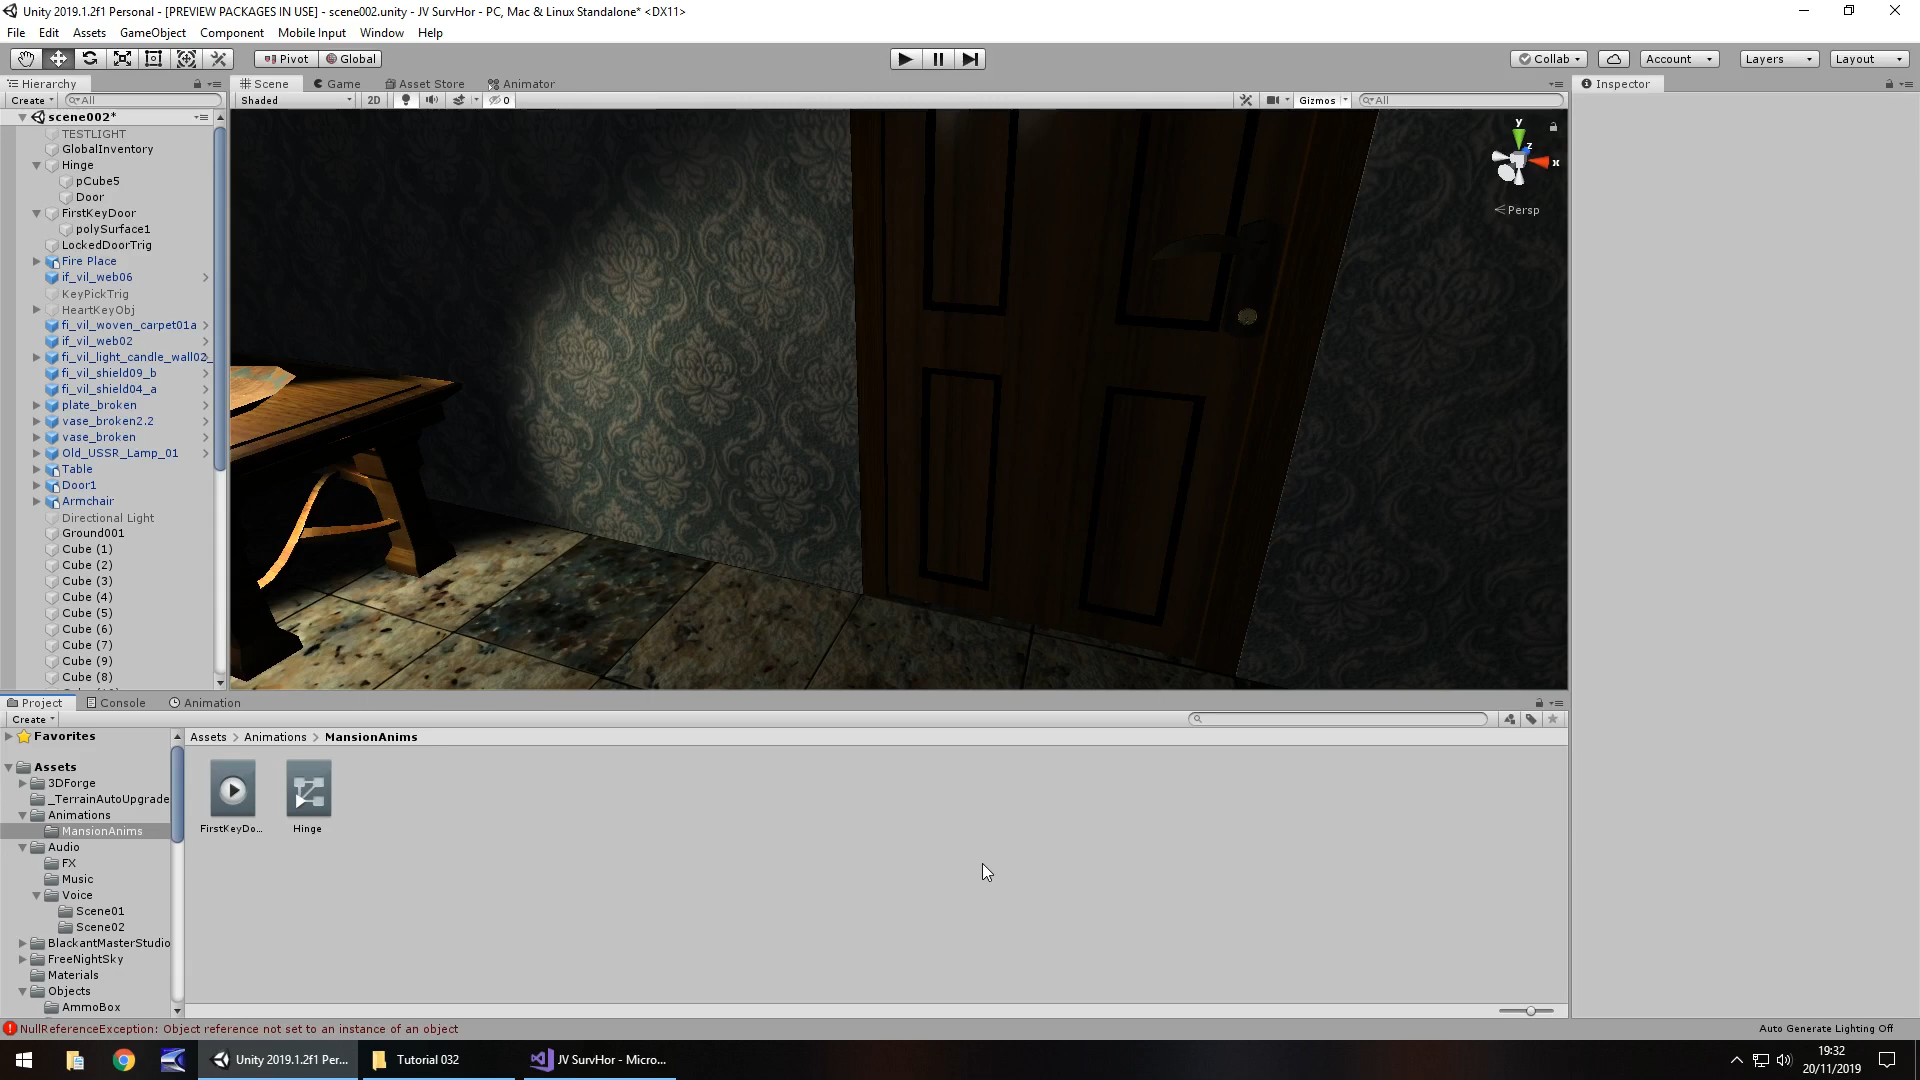 Unity 2019.1.2f1 Personal - [PREVIEW PACKAGES IN USE] - scene002.unity - JV SurvHor - PC, Mac & Linux Standalone* <DX11>
File Edit Assets GameObject Component Mobile Input Window Help
Pivot Global Collab Account Layers Layout
Hierarchy Scene Game Asset Store Animator Inspector
Create All Shaded 2D 0 Gizmos All
scene002*
TESTLIGHT
GlobalInventory
Hinge
pCube5
Door
FirstKeyDoor
polySurface1
LockedDoorTrig
Fire Place
if_vil_web06
KeyPickTrig
HeartKeyObj
fi_vil_woven_carpet01a
if_vil_web02
fi_vil_light_candle_wall02_
fi_vil_shield09_b
fi_vil_shield04_a
plate_broken
vase_broken2.2
vase_broken
Old_USSR_Lamp_01
Table
Door1
Armchair
Directional Light
Ground001
Cube (1)
Cube (2)
Cube (3)
Cube (4)
Cube (5)
Cube (6)
Cube (7)
Cube (9)
Cube (8)
y
z
x
Persp
Project Console Animation
Create
Favorites
Assets
3DForge
_TerrainAutoUpgrade
Animations
MansionAnims
Audio
FX
Music
Voice
Scene01
Scene02
BlackantMasterStudio
FreeNightSky
Materials
Objects
AmmoBox
Assets > Animations > MansionAnims
FirstKeyDo... Hinge
NullReferenceException: Object reference not set to an instance of an object
Auto Generate Lighting Off
Unity 2019.1.2f1 Per... Tutorial 032 JV SurvHor - Micro...
19:32
20/11/2019